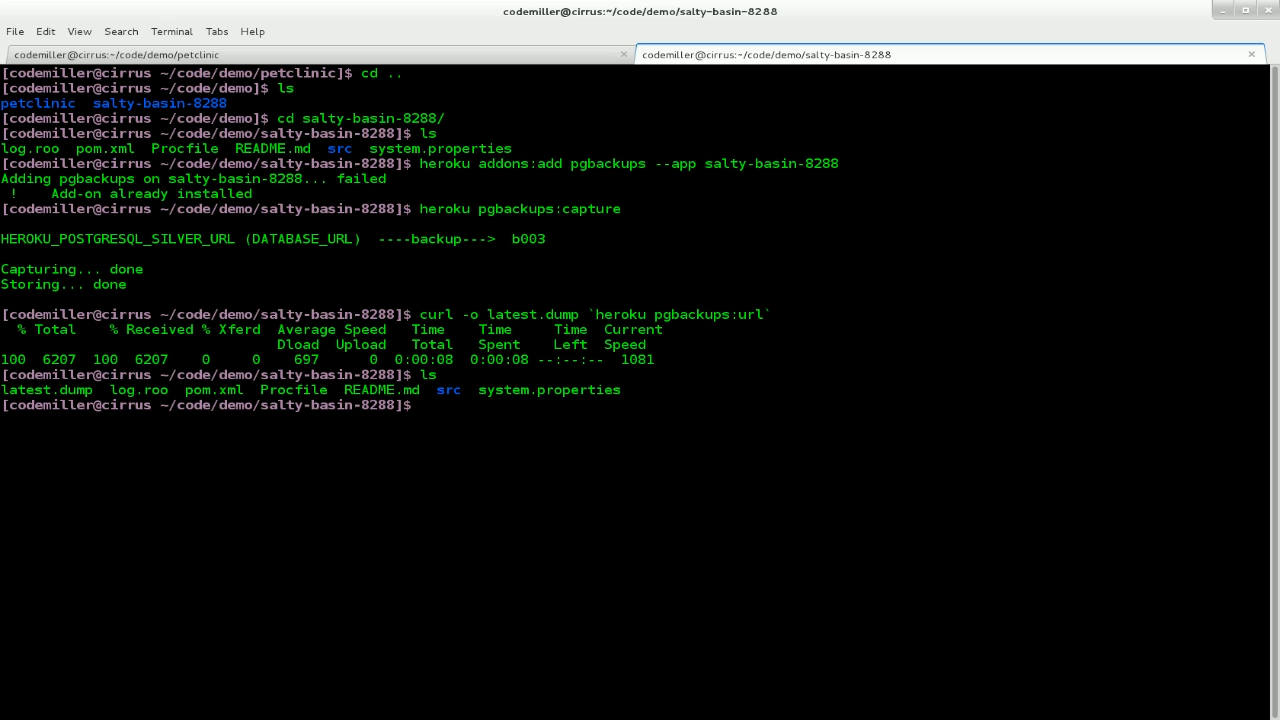 codemiller@cirrus:~/code/demo/salty-basin-8288
File Edit View Search Terminal Tabs Help
codemiller@cirrus:~/code/demo/petclinic × codemiller@cirrus:~/code/demo/salty-basin-8288 ×
[codemiller@cirrus ~/code/demo/petclinic]$ cd ..
[codemiller@cirrus ~/code/demo]$ ls
petclinic  salty-basin-8288
[codemiller@cirrus ~/code/demo]$ cd salty-basin-8288/
[codemiller@cirrus ~/code/demo/salty-basin-8288]$ ls
log.roo  pom.xml  Procfile  README.md  src  system.properties
[codemiller@cirrus ~/code/demo/salty-basin-8288]$ heroku addons:add pgbackups --app salty-basin-8288
Adding pgbackups on salty-basin-8288... failed
 !    Add-on already installed
[codemiller@cirrus ~/code/demo/salty-basin-8288]$ heroku pgbackups:capture
HEROKU_POSTGRESQL_SILVER_URL (DATABASE_URL)  ----backup--->  b003
Capturing... done
Storing... done
[codemiller@cirrus ~/code/demo/salty-basin-8288]$ curl -o latest.dump `heroku pgbackups:url`
  % Total    % Received % Xferd  Average Speed   Time    Time     Time  Current
                                 Dload  Upload   Total   Spent    Left  Speed
100  6207  100  6207    0     0    697      0  0:00:08  0:00:08 --:--:--  1081
[codemiller@cirrus ~/code/demo/salty-basin-8288]$ ls
latest.dump  log.roo  pom.xml  Procfile  README.md  src  system.properties
[codemiller@cirrus ~/code/demo/salty-basin-8288]$